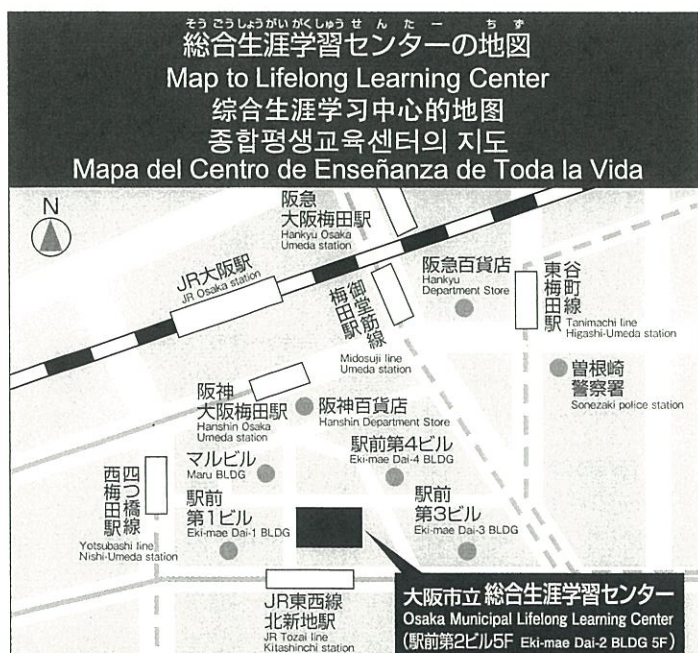 そうごうしょうがいがくしゅうせんたー ちず
総合生涯学習センターの地図
Map to Lifelong Learning Center
综合生涯学习中心的地图
종합평생교육센터의 지도
Mapa del Centro de Enseñanza de Toda la Vida
N
阪急
大阪梅田駅
Hankyu Osaka
Umeda station
JR大阪駅
JR Osaka station
御堂筋線
梅田駅
Midosuji line
Umeda station
阪急百貨店
Hankyu
Department Store
谷町線
東梅田駅
Tanimachi line
Higashi-Umeda station
曽根崎
警察署
Sonezaki police station
阪神
大阪梅田駅
Hanshin Osaka
Umeda station
阪神百貨店
Hanshin Department Store
マルビル
Maru BLDG
駅前第4ビル
Eki-mae Dai-4 BLDG
四つ橋線
西梅田駅
Yotsubashi line
Nishi-Umeda station
駅前
第1ビル
Eki-mae Dai-1 BLDG
駅前
第3ビル
Eki-mae Dai-3 BLDG
JR東西線
北新地駅
JR Tozai line
Kitashinchi station
大阪市立 総合生涯学習センター
Osaka Municipal Lifelong Learning Center
(駅前第2ビル5F Eki-mae Dai-2 BLDG 5F)